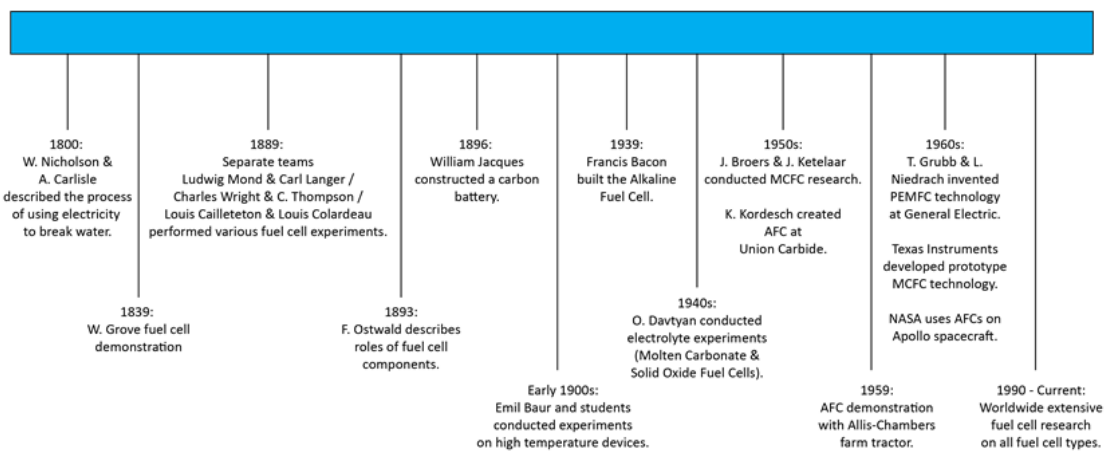 1800:
W. Nicholson &
A. Carlisle
described the process
of using electricity
to break water.
1839:
W. Grove fuel cell
demonstration
1889:
Separate teams
Ludwig Mond & Carl Langer /
Charles Wright & C. Thompson /
Louis Cailleteton & Louis Colardeau
performed various fuel cell experiments.
1893:
F. Ostwald describes
roles of fuel cell
components.
1896:
William Jacques
constructed a carbon
battery.
Early 1900s:
Emil Baur and students
conducted experiments
on high temperature devices.
1939:
Francis Bacon
built the Alkaline
Fuel Cell.
1940s:
O. Davtyan conducted
electrolyte experiments
(Molten Carbonate &
Solid Oxide Fuel Cells).
1950s:
J. Broers & J. Ketelaar
conducted MCFC research.
K. Kordesch created
AFC at
Union Carbide.
1959:
AFC demonstration
with Allis-Chambers
farm tractor.
1960s:
T. Grubb & L.
Niedrach invented
PEMFC technology
at General Electric.
Texas Instruments
developed prototype
MCFC technology.
NASA uses AFCs on
Apollo spacecraft.
1990 - Current:
Worldwide extensive
fuel cell research
on all fuel cell types.